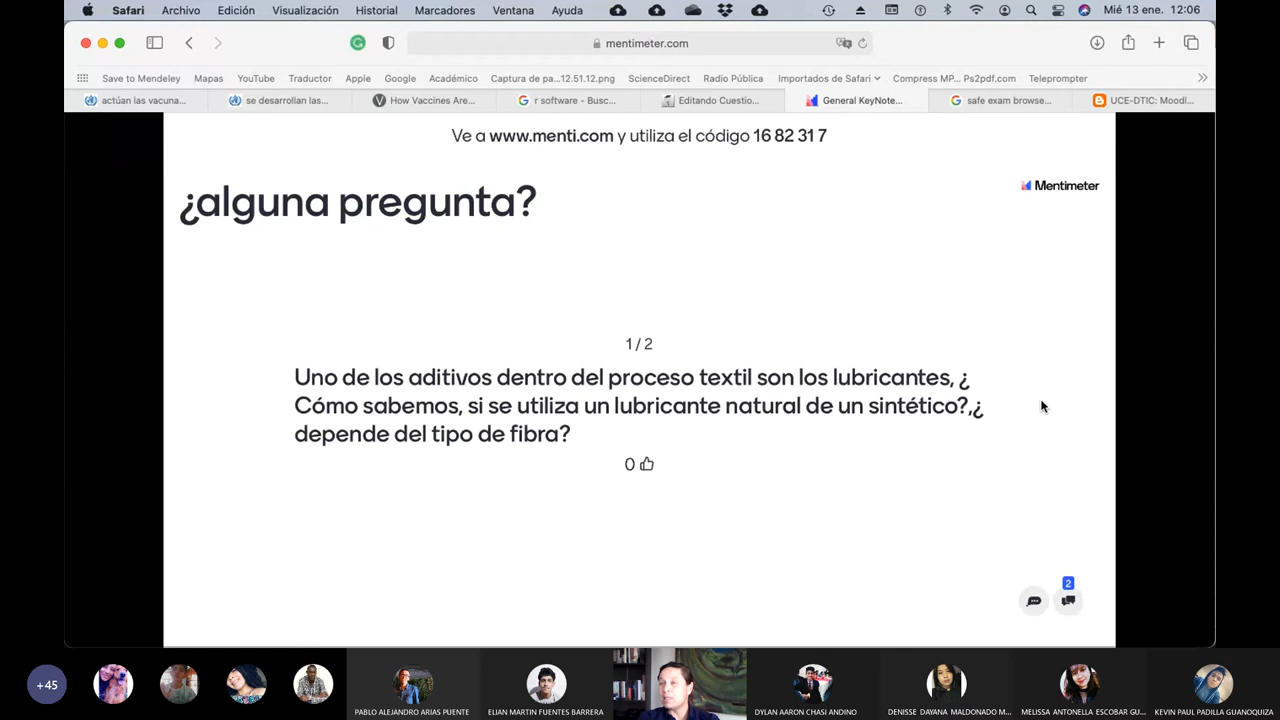 Safari Archivo Edición Visualización Historial Marcadores Ventana Ayuda Mié 13 ene. 12:06
mentimeter.com
Save to Mendeley Mapas YouTube Traductor Apple Google Académico Captura de pa...12.51.12.png ScienceDirect Radio Pública Importados de Safari Compress MP... Ps2pdf.com Teleprompter
actúan las vacuna... se desarrollan las... How Vaccines Are... r software - Busc... Editando Cuestio... General KeyNote... safe exam browse... UCE-DTIC: Moodl...
Ve a www.menti.com y utiliza el código 16 82 31 7
¿alguna pregunta?
Mentimeter
1 / 2
Uno de los aditivos dentro del proceso textil son los lubricantes, ¿
Cómo sabemos, si se utiliza un lubricante natural de un sintético?,¿
depende del tipo de fibra?
0
2
+45
PABLO ALEJANDRO ARIAS PUENTE ELIAN MARTIN FUENTES BARRERA DYLAN AARON CHASI ANDINO DENISSE DAYANA MALDONADO M... MELISSA ANTONELLA ESCOBAR GU... KEVIN PAUL PADILLA GUANOQUIZA